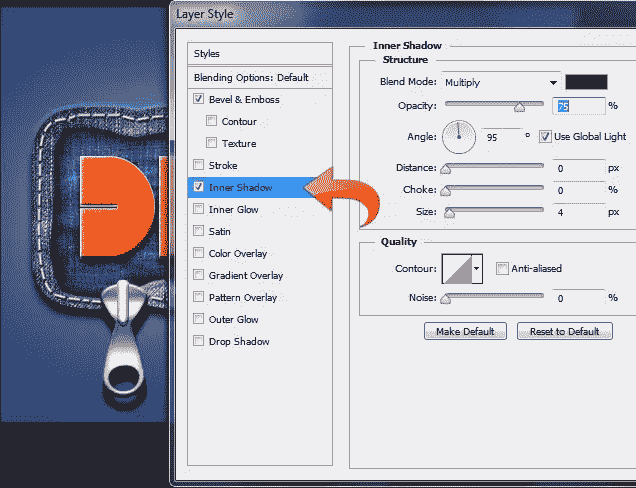 Layer Style
Styles
Blending Options: Default
Bevel & Emboss
Contour
Texture
Stroke
Inner Shadow
Inner Glow
Satin
Color Overlay
Gradient Overlay
Pattern Overlay
Outer Glow
Drop Shadow
Inner Shadow
Structure
Blend Mode: Multiply
Opacity: 75 %
Angle: 95 ° Use Global Light
Distance: 0 px
Choke: 0 %
Size: 4 px
Quality
Contour: Anti-aliased
Noise: 0 %
Make Default Reset to Default